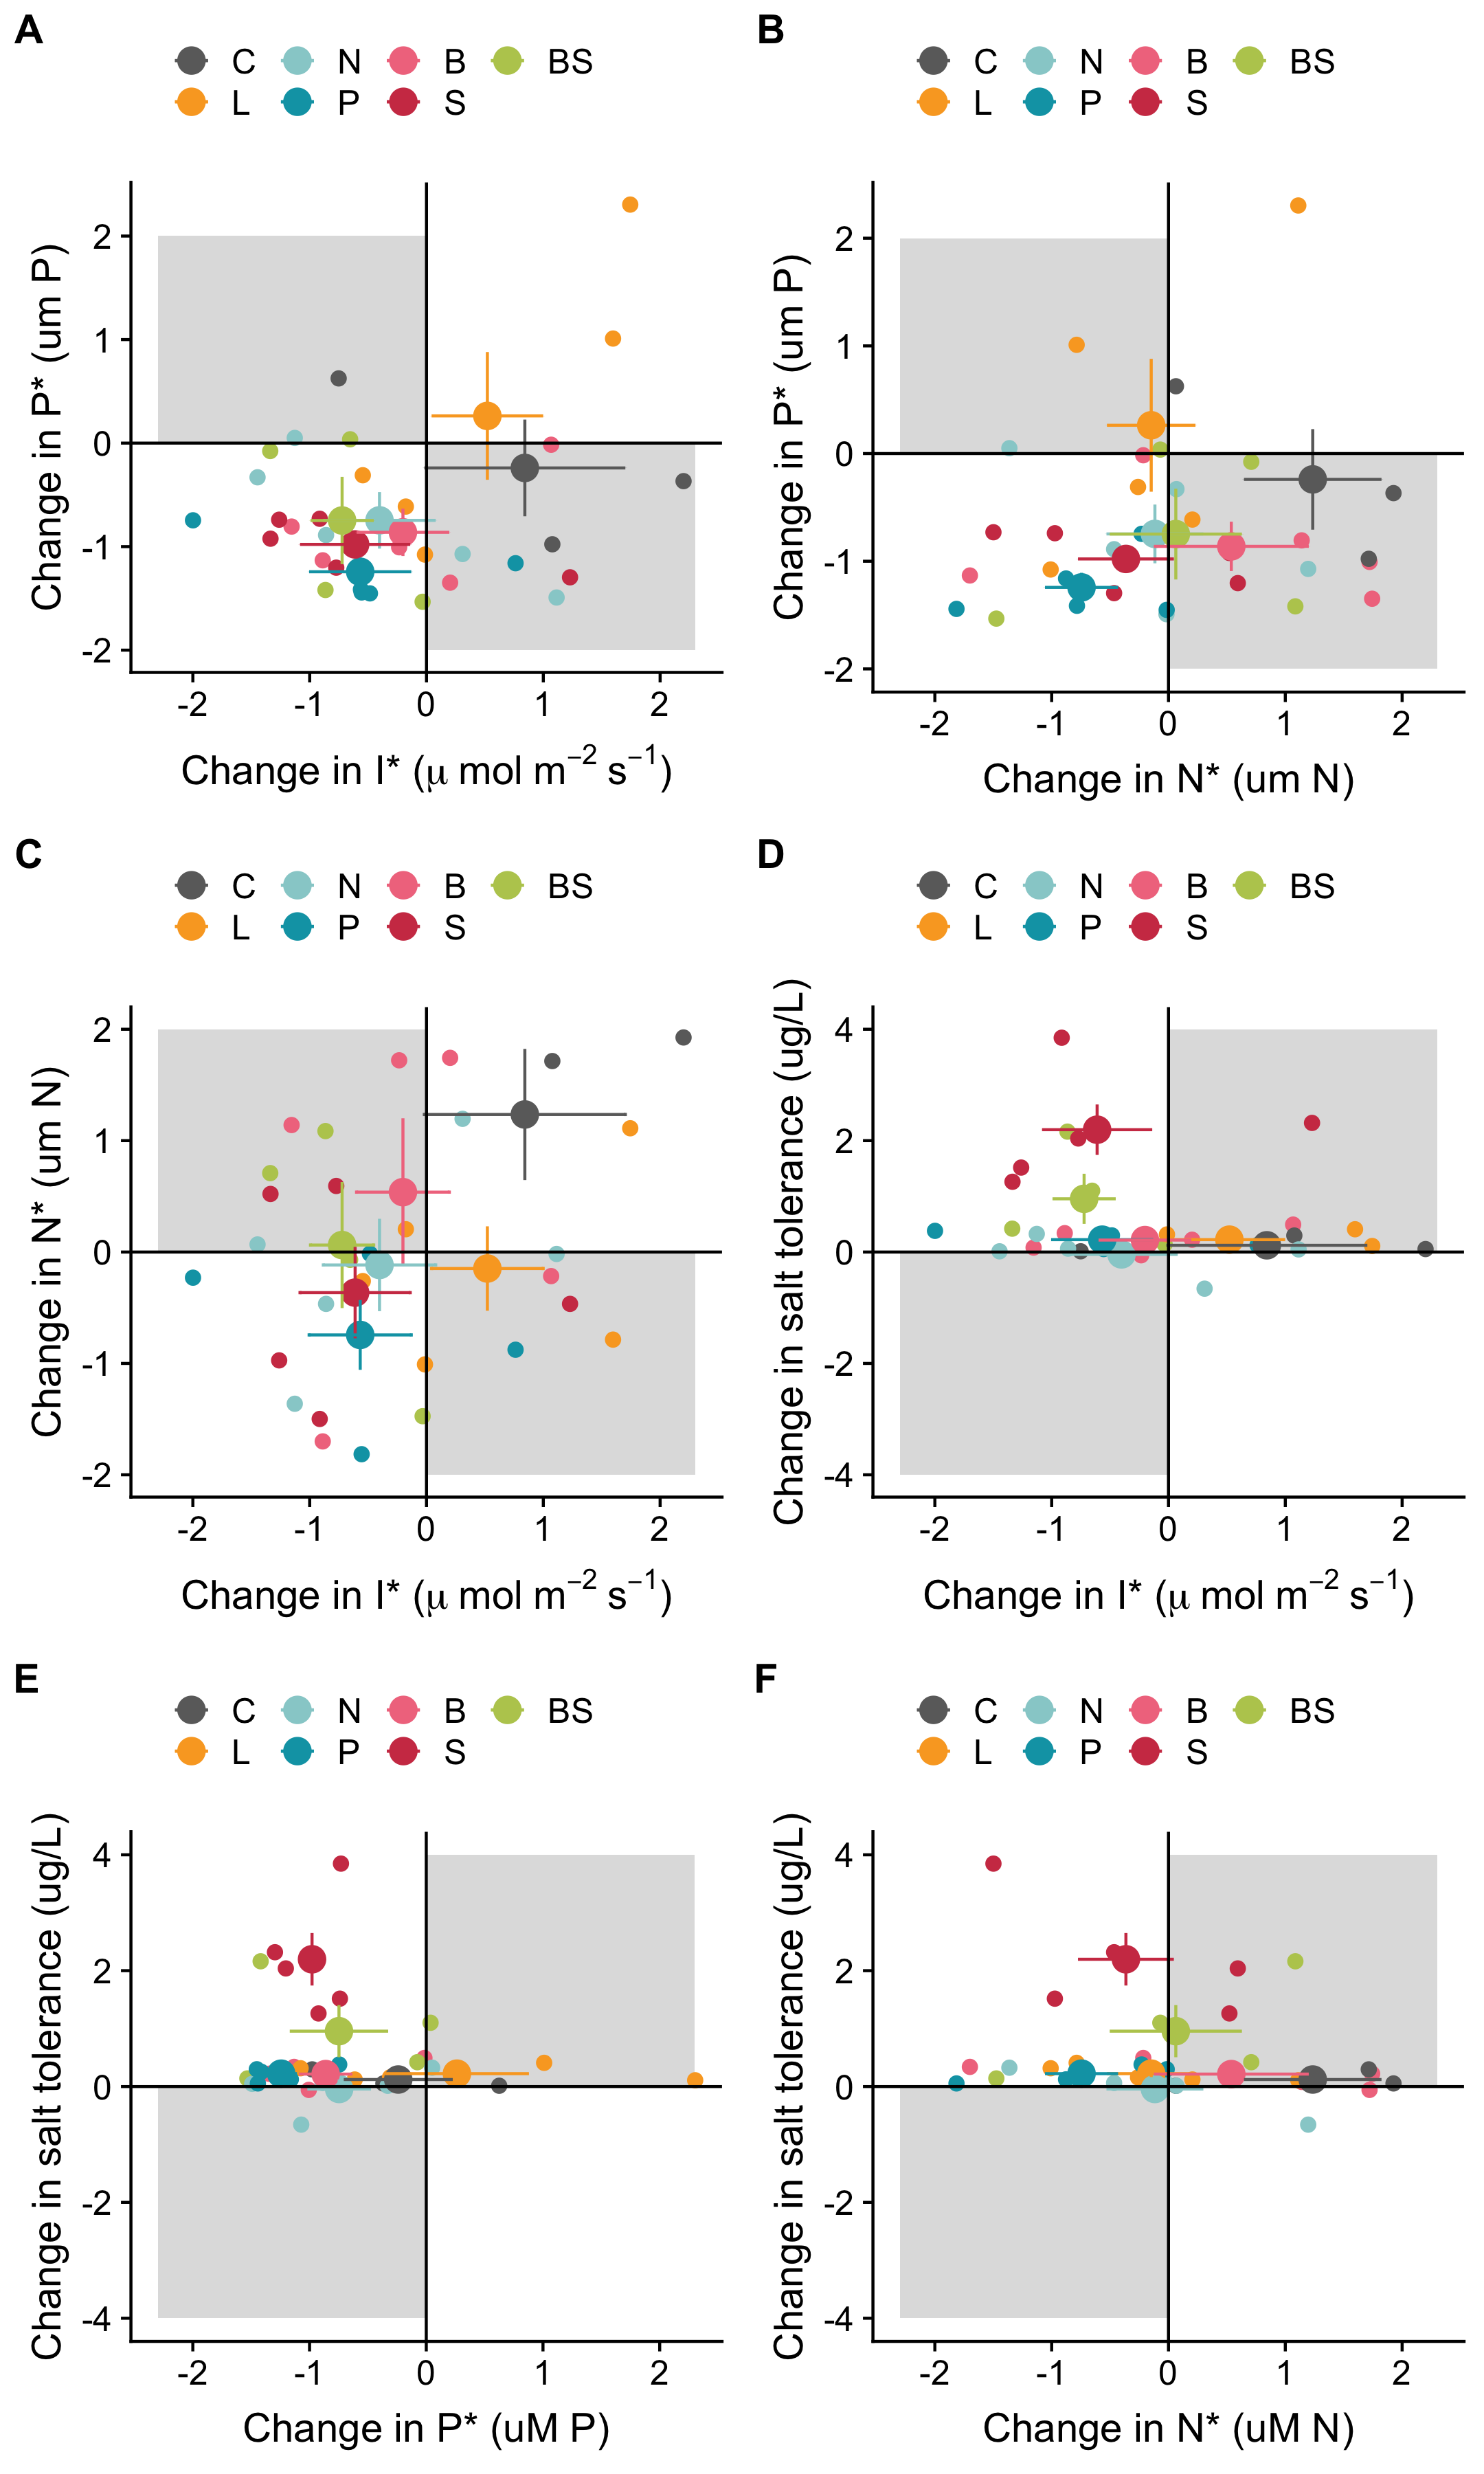 A
C N B BS
L P S
Change in P* (um P)
2
1
0
-1
-2
-2 -1 0 1 2
Change in I* (μ mol m−2 s−1)
B
C N B BS
L P S
Change in P* (um P)
2
1
0
-1
-2
-2 -1 0 1 2
Change in N* (um N)
C
C N B BS
L P S
Change in N* (um N)
2
1
0
-1
-2
-2 -1 0 1 2
Change in I* (μ mol m−2 s−1)
D
C N B BS
L P S
Change in salt tolerance (ug/L)
4
2
0
-2
-4
-2 -1 0 1 2
Change in I* (μ mol m−2 s−1)
E
C N B BS
L P S
Change in salt tolerance (ug/L)
4
2
0
-2
-4
-2 -1 0 1 2
Change in P* (uM P)
F
C N B BS
L P S
Change in salt tolerance (ug/L)
4
2
0
-2
-4
-2 -1 0 1 2
Change in N* (uM N)